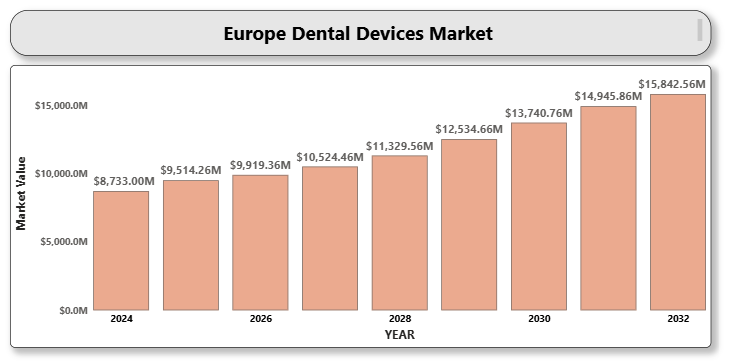 Europe Dental Devices Market
$15,842.56M
$14,945.86M
$13,740.76M
$12,534.66M
$11,329.56M
$10,524.46M
$9,919.36M
$9,514.26M
$8,733.00M
$15,000.0M
$10,000.0M
$5,000.0M
$0.0M
Market Value
2024 2026 2028 2030 2032
YEAR